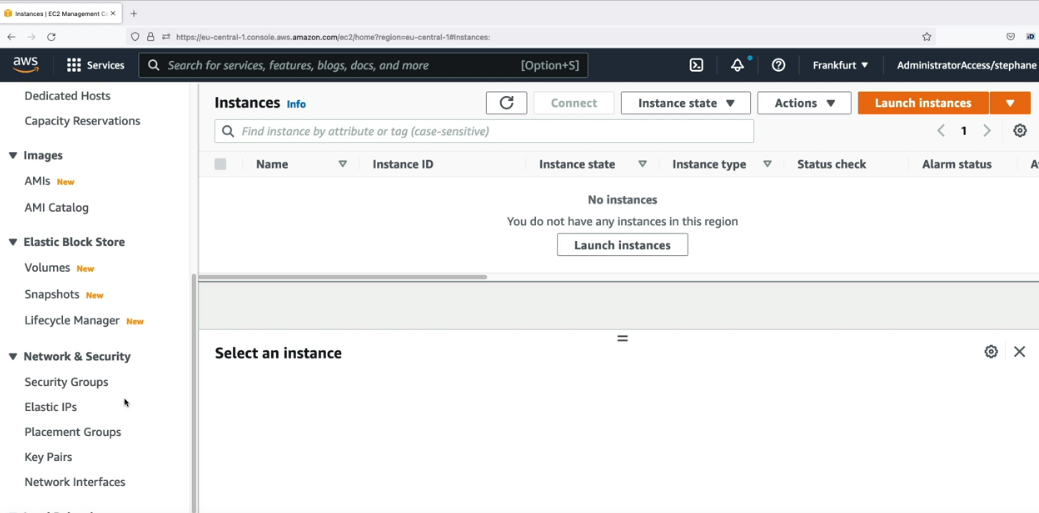 Instances | EC2 Management Co
https://eu-central-1.console.aws.amazon.com/ec2/home?region=eu-central-1#Instances:
iD
aws
Services
Search for services, features, blogs, docs, and more
[Option+S]
Frankfurt
AdministratorAccess/stephane
Dedicated Hosts
Capacity Reservations
Images
AMIs New
AMI Catalog
Elastic Block Store
Volumes New
Snapshots New
Lifecycle Manager New
Network & Security
Security Groups
Elastic IPs
Placement Groups
Key Pairs
Network Interfaces
Instances Info
Connect
Instance state
Actions
Launch instances
Find instance by attribute or tag (case-sensitive)
1
Name
Instance ID
Instance state
Instance type
Status check
Alarm status
No instances
You do not have any instances in this region
Launch instances
Select an instance